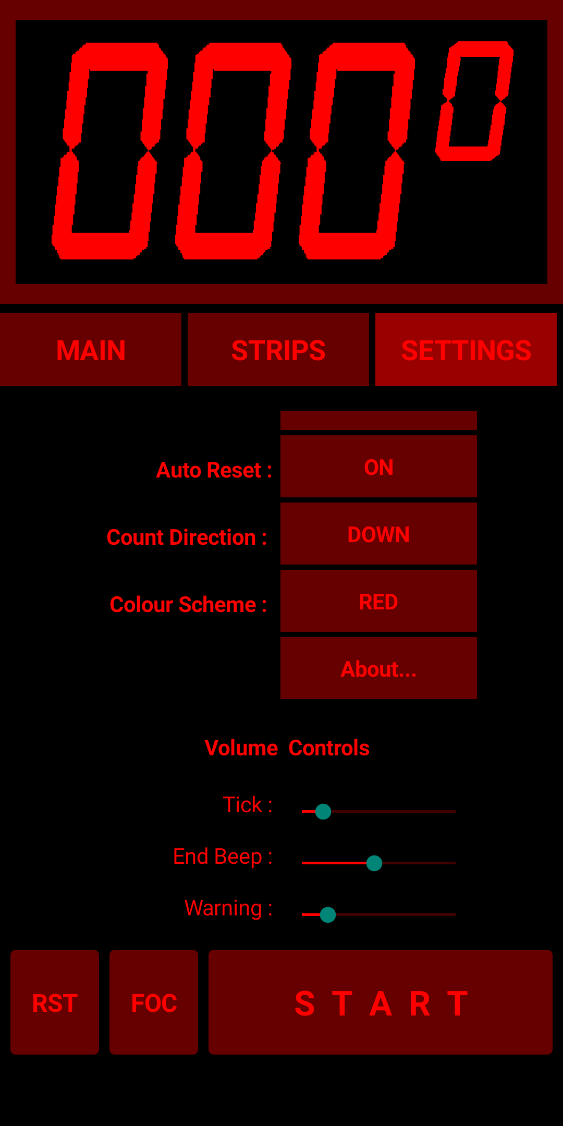 000 0
MAIN STRIPS SETTINGS
Auto Reset : ON
Count Direction : DOWN
Colour Scheme : RED
About...
Volume Controls
Tick :
End Beep :
Warning :
RST FOC START